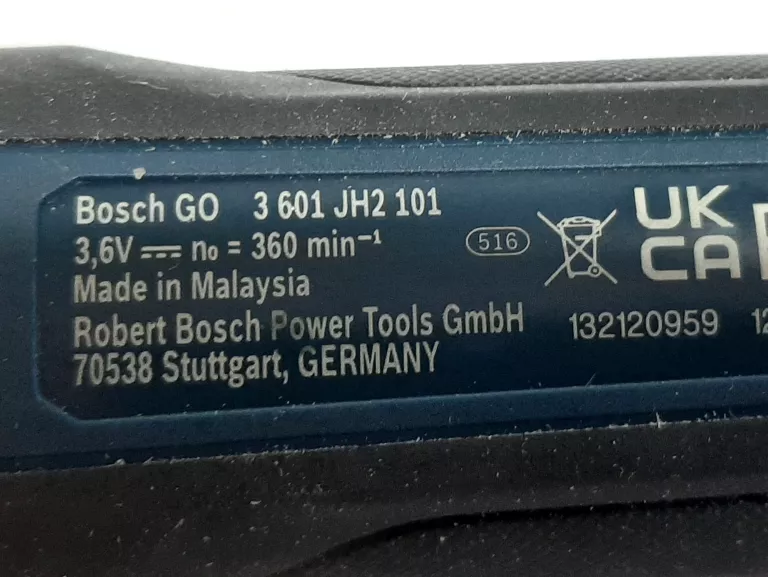 Bosch GO 3 601 JH2 101
3,6V ⎓ n₀ = 360 min⁻¹
516
Made in Malaysia
Robert Bosch Power Tools GmbH
70538 Stuttgart, GERMANY
UK
CA
132120959